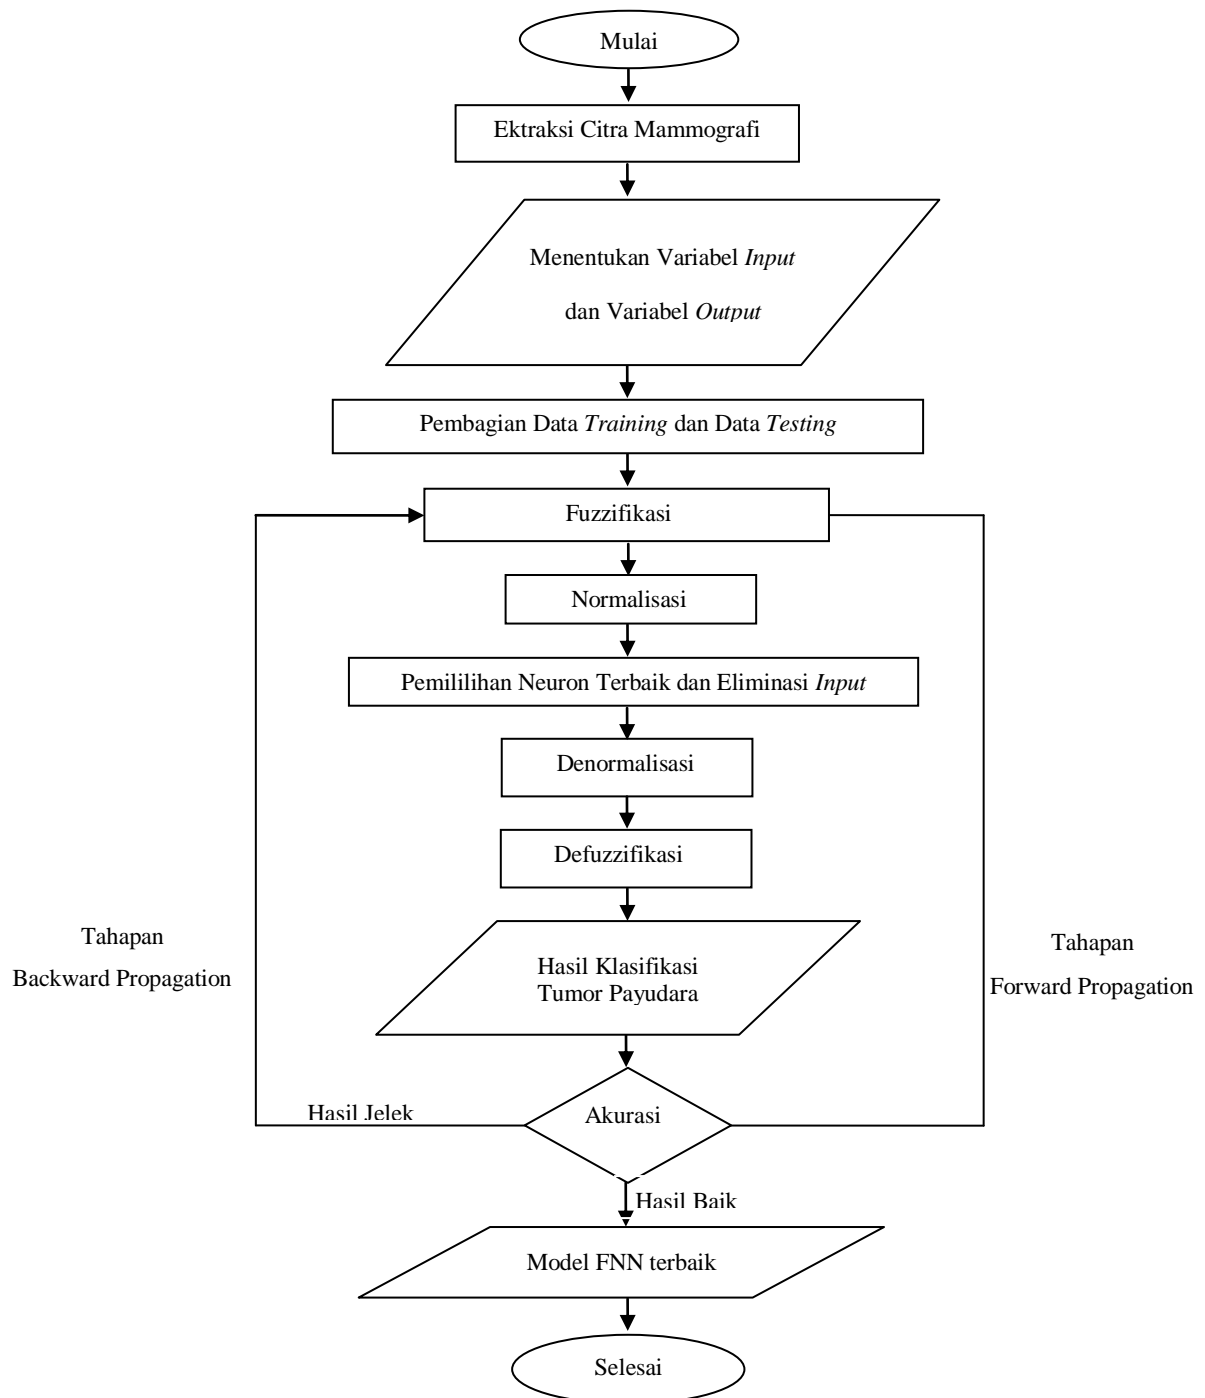 Mulai
Ektraksi Citra Mammografi
Menentukan Variabel Input
dan Variabel Output
Pembagian Data Training dan Data Testing
Fuzzifikasi
Normalisasi
Pemililihan Neuron Terbaik dan Eliminasi Input
Denormalisasi
Defuzzifikasi
Tahapan
Backward Propagation
Hasil Klasifikasi
Tumor Payudara
Tahapan
Forward Propagation
Hasil Jelek
Akurasi
Hasil Baik
Model FNN terbaik
Selesai